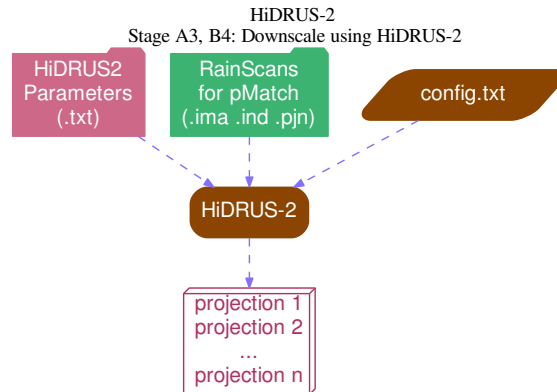 HiDRUS-2
Stage A3, B4: Downscale using HiDRUS-2
HiDRUS2
Parameters
(.txt)
RainScans
for pMatch
(.ima .ind .pjn)
config.txt
HiDRUS-2
projection 1
projection 2
...
projection n